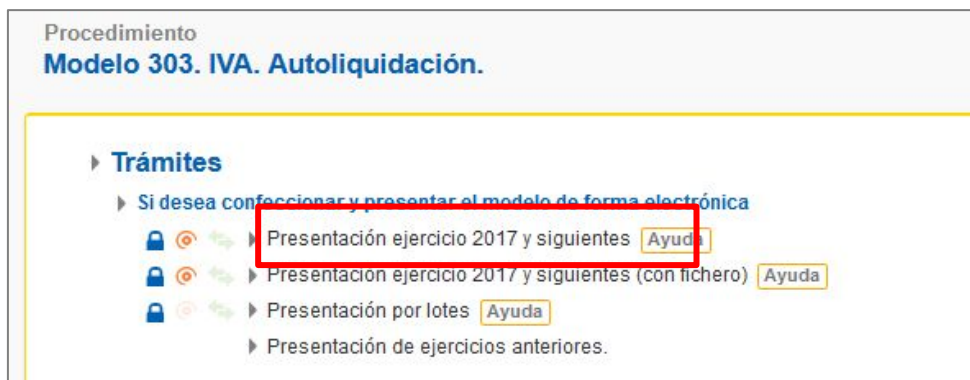 Procedimiento
Modelo 303. IVA. Autoliquidación.
Trámites
Si desea confeccionar y presentar el modelo de forma electrónica
Presentación ejercicio 2017 y siguientes Ayuda
Presentación ejercicio 2017 y siguientes (con fichero) Ayuda
Presentación por lotes Ayuda
Presentación de ejercicios anteriores.